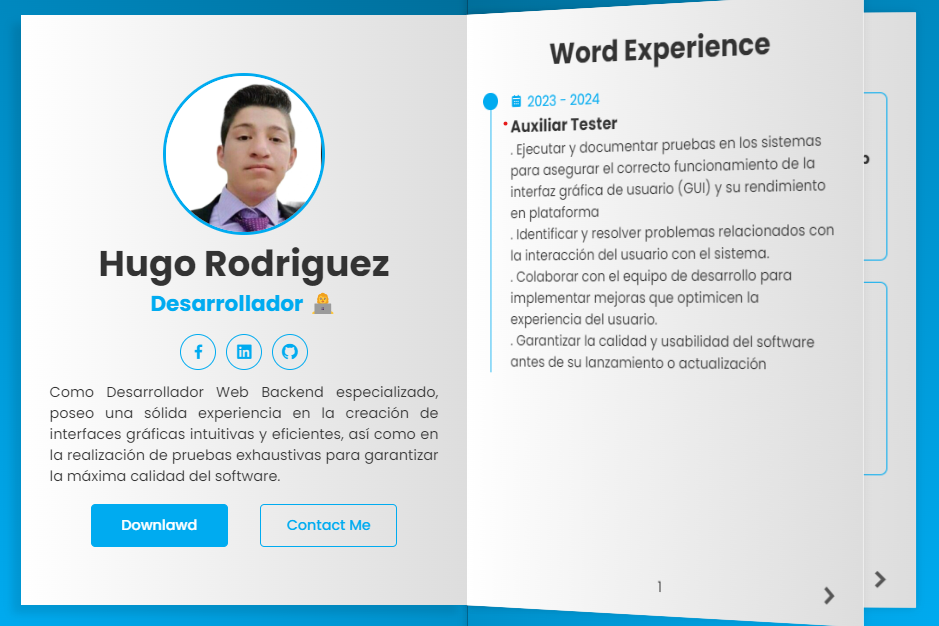 Hugo Rodriguez
Desarrollador
Como Desarrollador Web Backend especializado,
poseo una sólida experiencia en la creación de
interfaces gráficas intuitivas y eficientes, así como en
la realización de pruebas exhaustivas para garantizar
la máxima calidad del software.
Downlawd
Contact Me
Word Experience
2023 - 2024
Auxiliar Tester
. Ejecutar y documentar pruebas en los sistemas
para asegurar el correcto funcionamiento de la
interfaz gráfica de usuario (GUI) y su rendimiento
en plataforma
. Identificar y resolver problemas relacionados con
la interacción del usuario con el sistema.
. Colaborar con el equipo de desarrollo para
implementar mejoras que optimicen la
experiencia del usuario.
. Garantizar la calidad y usabilidad del software
antes de su lanzamiento o actualización
1